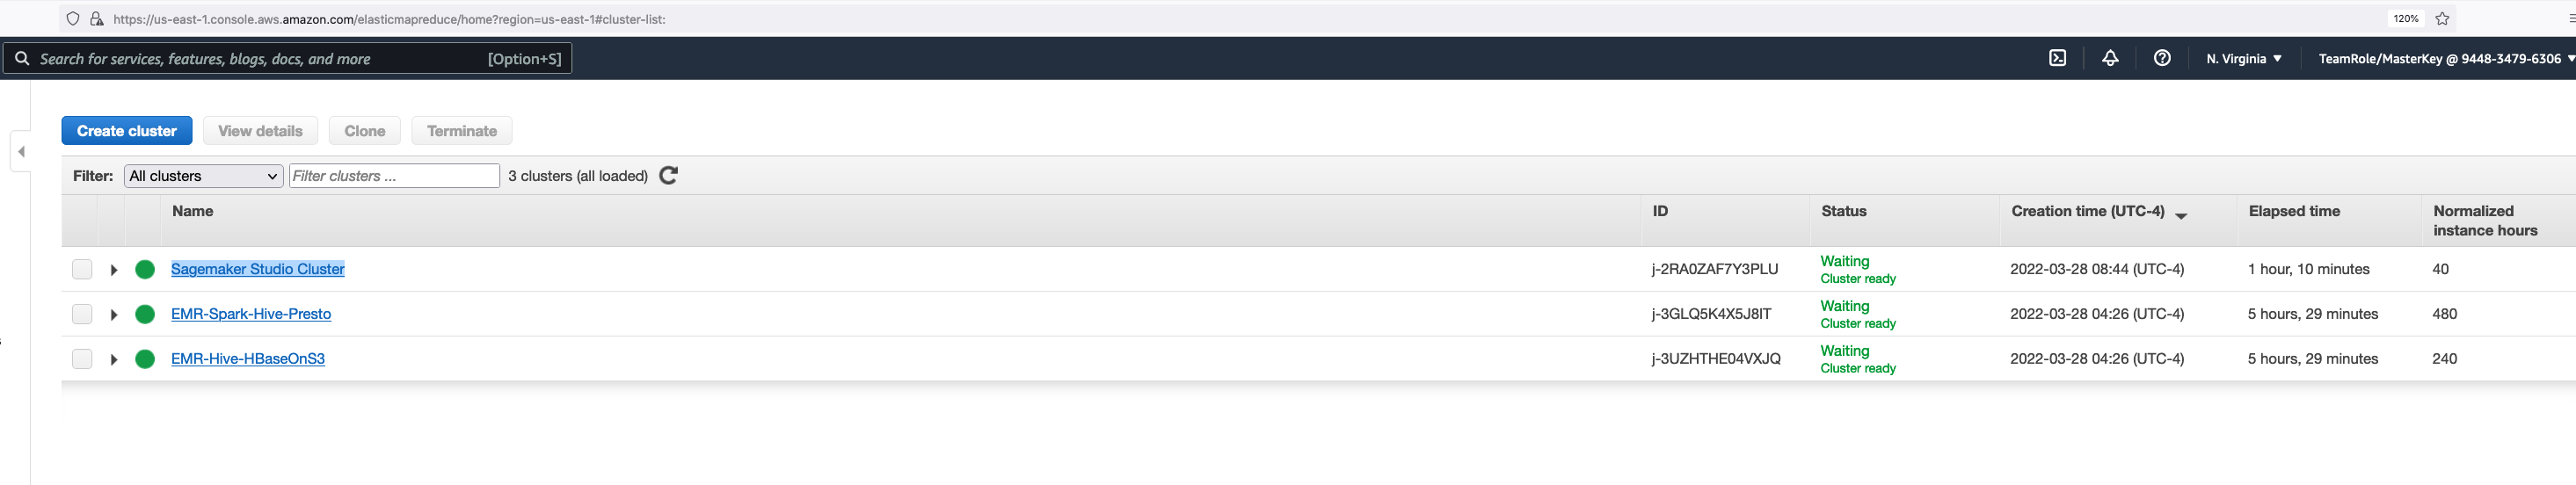 https://us-east-1.console.aws.amazon.com/elasticmapreduce/home?region=us-east-1#cluster-list:
120%
Search for services, features, blogs, docs, and more [Option+S]
N. Virginia ▼ TeamRole/MasterKey @ 9448-3479-6306 ▼
Create cluster View details Clone Terminate
Filter: All clusters Filter clusters ... 3 clusters (all loaded)
Name ID Status Creation time (UTC-4) Elapsed time Normalized instance hours
Sagemaker Studio Cluster j-2RA0ZAF7Y3PLU Waiting Cluster ready 2022-03-28 08:44 (UTC-4) 1 hour, 10 minutes 40
EMR-Spark-Hive-Presto j-3GLQ5K4X5J8IT Waiting Cluster ready 2022-03-28 04:26 (UTC-4) 5 hours, 29 minutes 480
EMR-Hive-HBaseOnS3 j-3UZHTHE04VXJQ Waiting Cluster ready 2022-03-28 04:26 (UTC-4) 5 hours, 29 minutes 240